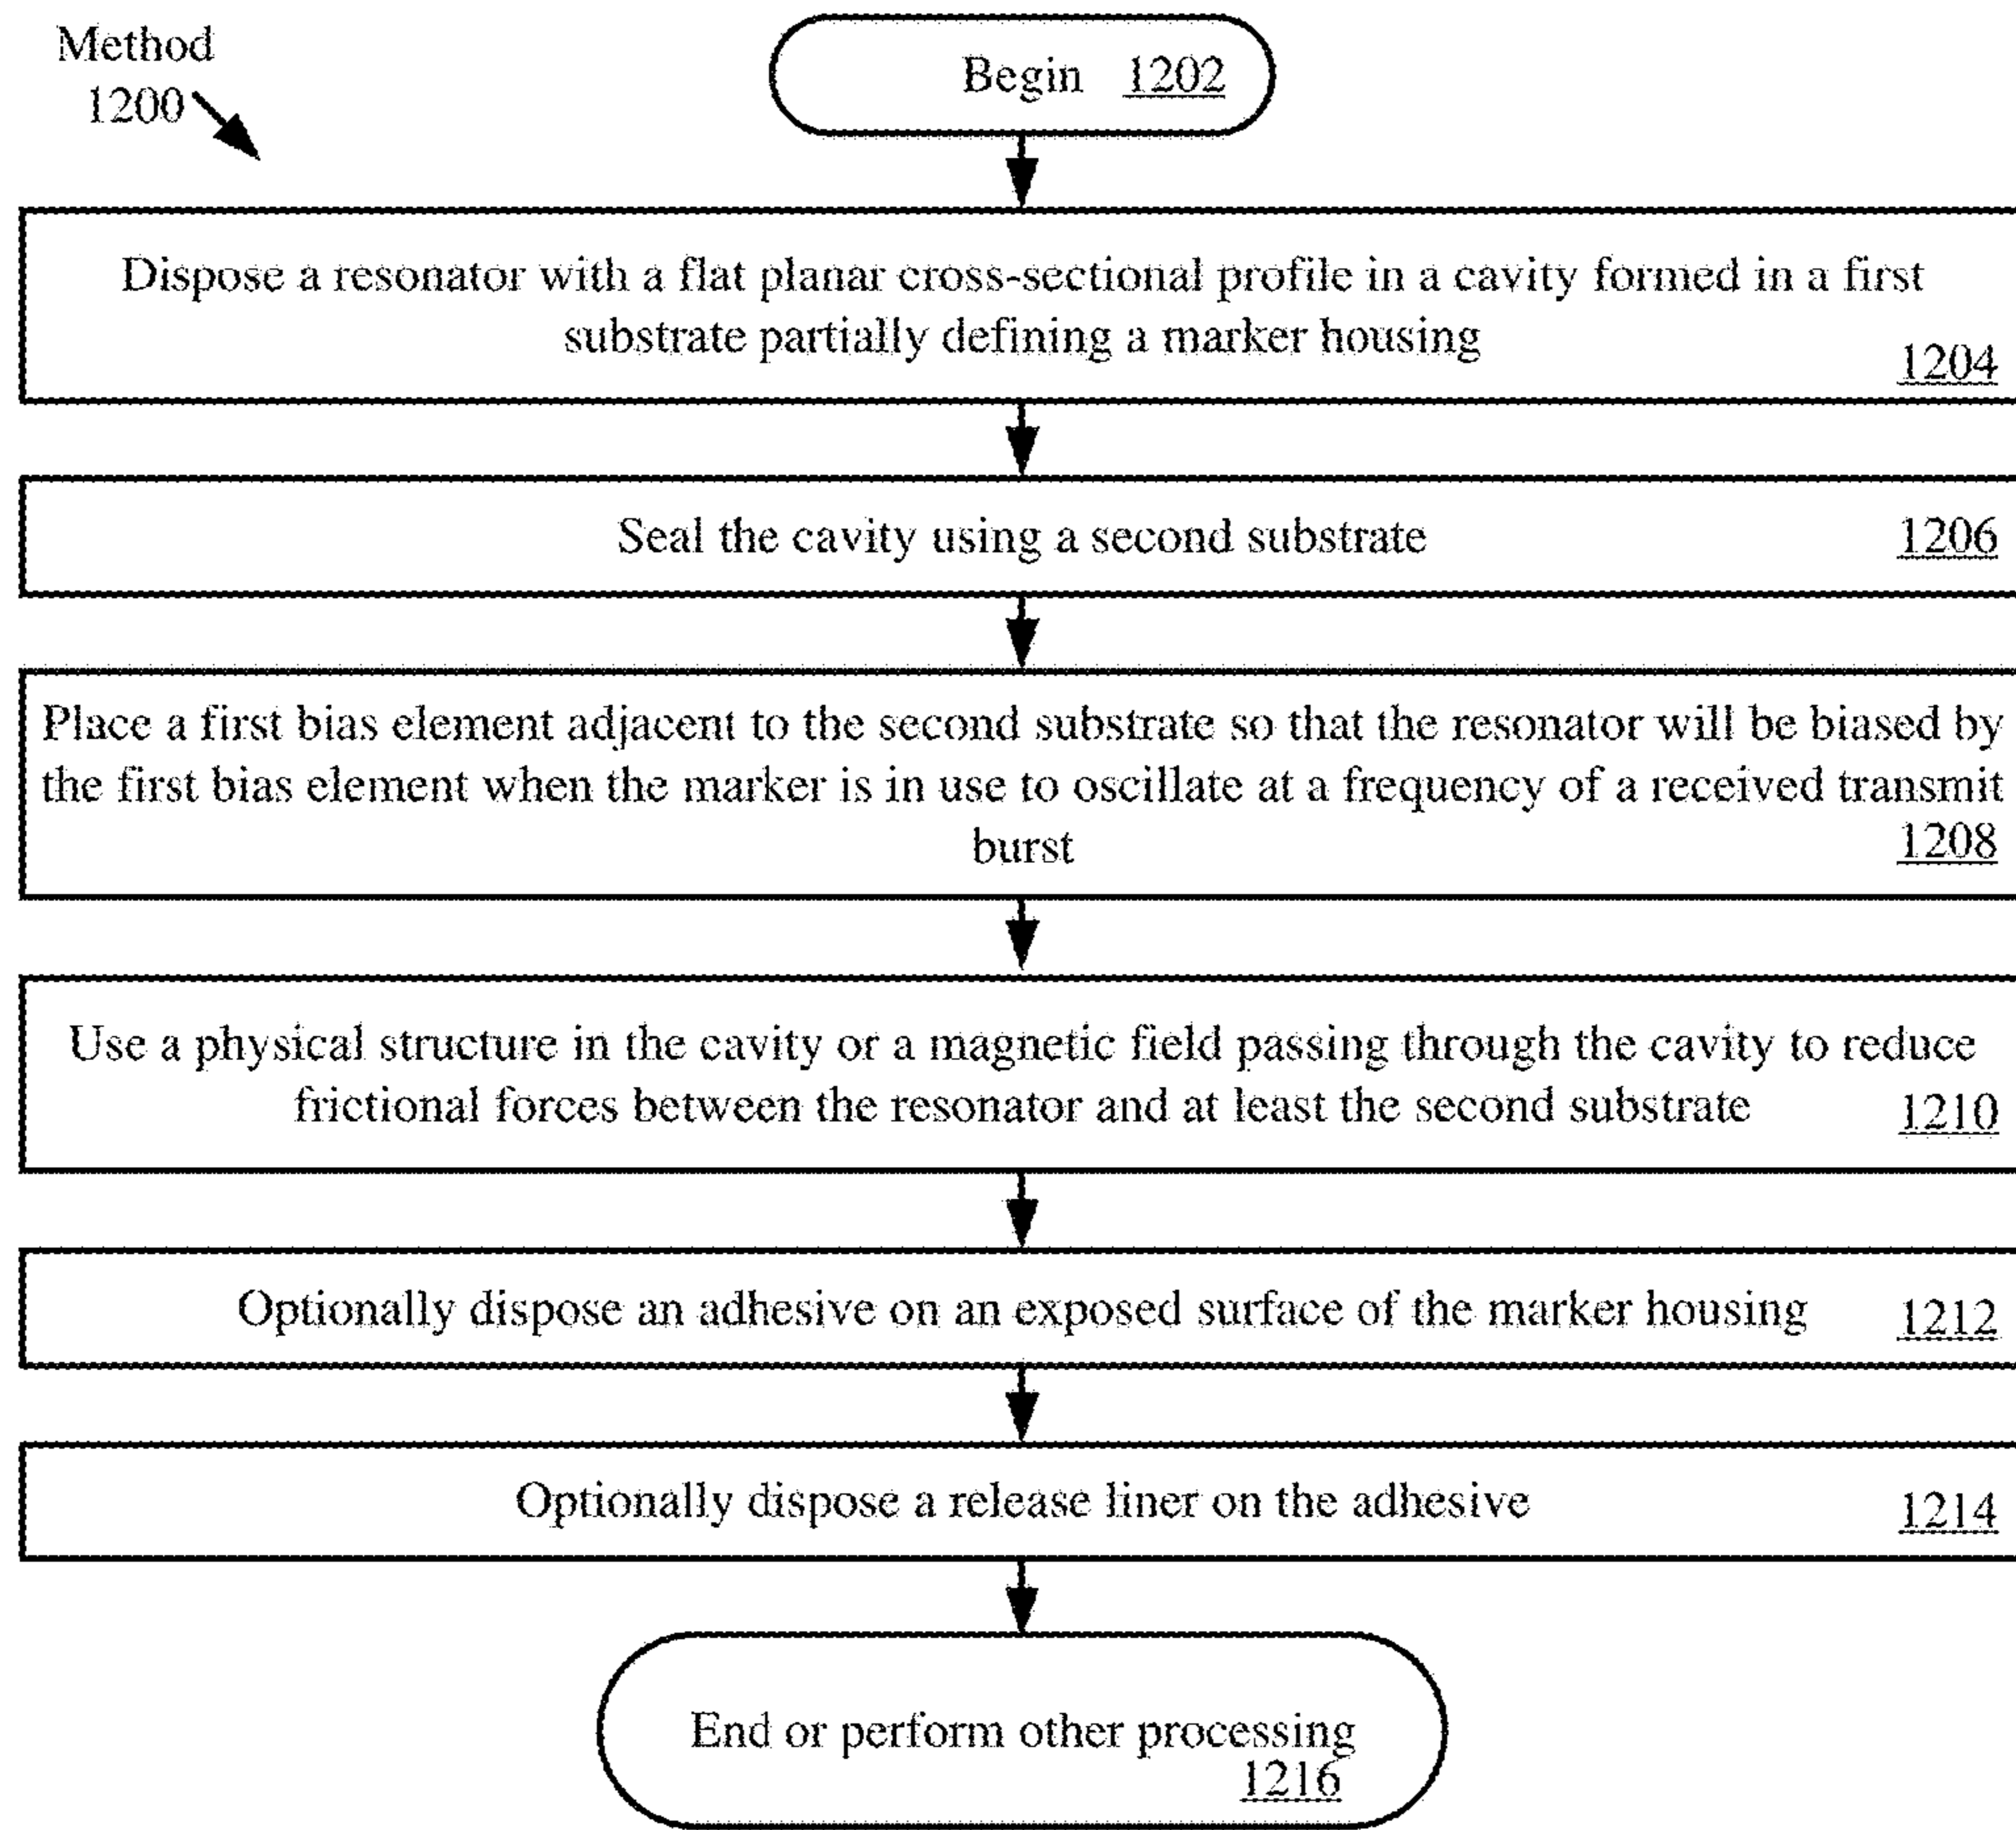 Method
1200
Begin 1202
Dispose a resonator with a flat planar cross-sectional profile in a cavity formed in a first
substrate partially defining a marker housing
1204
Seal the cavity using a second substrate 1206
Place a first bias element adjacent to the second substrate so that the resonator will be biased by
the first bias element when the marker is in use to oscillate at a frequency of a received transmit
burst 1208
Use a physical structure in the cavity or a magnetic field passing through the cavity to reduce
frictional forces between the resonator and at least the second substrate 1210
Optionally dispose an adhesive on an exposed surface of the marker housing 1212
Optionally dispose a release liner on the adhesive 1214
End or perform other processing
1216